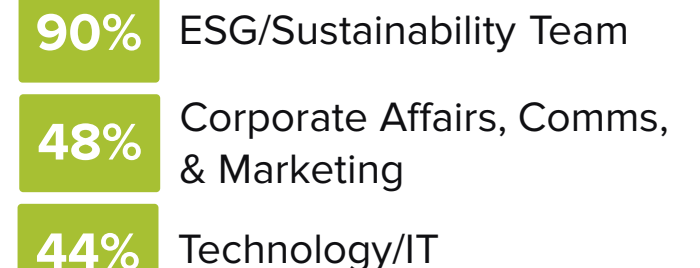 90% ESG/Sustainability Team
48% Corporate Affairs, Comms,
& Marketing
44% Technology/IT